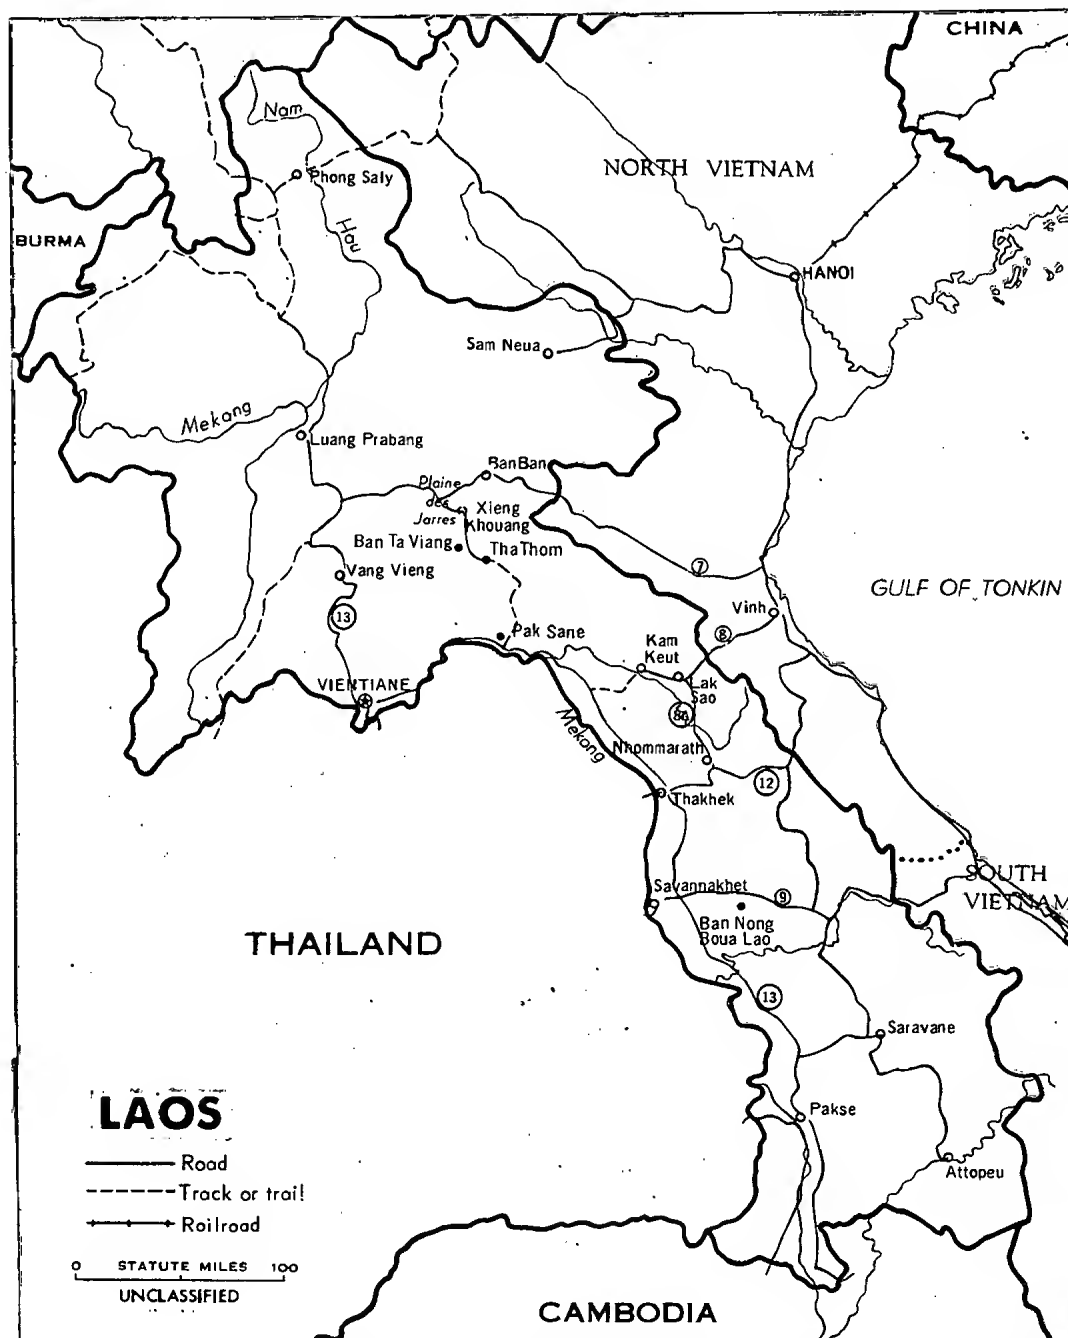 CHINA
Nam
NORTH VIETNAM
Phong Saly
Hou
BURMA
HANOI
Sam Neua
Mekong
Luang Prabang
Ban Ban
Plaine
des
Jarres
Xieng
Khouang
Ban Ta Viang
Tha Thom
Vang Vieng
7
GULF OF TONKIN
Vinh
13
8
Pak Sane
Kam
Keut
VIENTIANE
Lak
Sao
8A
Mekong
Nhommarath
12
Thakhek
SOUTH
VIETNAM
Savannakhet
9
Ban Nong
Boua Lao
THAILAND
13
Saravane
LAOS
Pakse
Road
Track or trail
Attopeu
Railroad
0 STATUTE MILES 100
UNCLASSIFIED
CAMBODIA